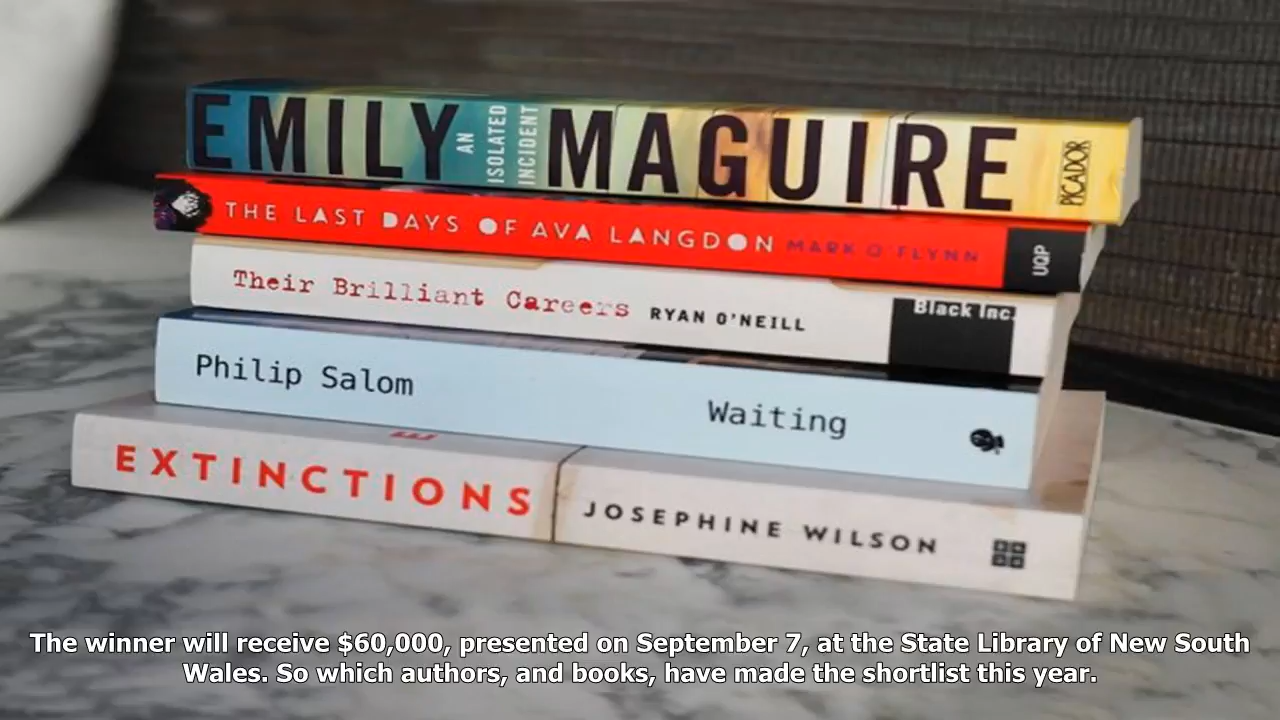 EMILY AN ISOLATED INCIDENT MAGUIRE PICADOR
THE LAST DAYS OF AVA LANGDON MARK O'FLYNN UQP
Their Brilliant Careers RYAN O'NEILL Black Inc.
Philip Salom Waiting
EXTINCTIONS JOSEPHINE WILSON
The winner will receive $60,000, presented on September 7, at the State Library of New South
Wales. So which authors, and books, have made the shortlist this year.